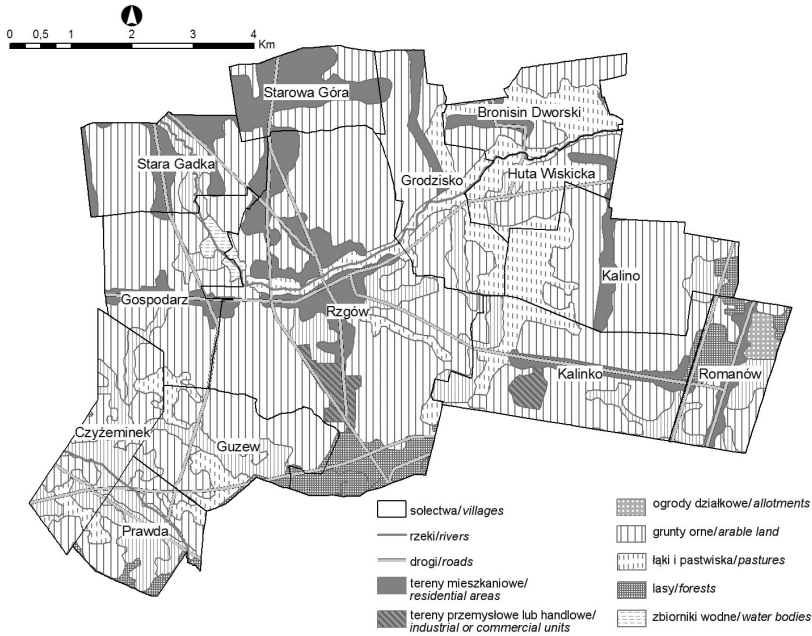 0 0,5 1 2 3 4
Km
Starowa Góra
Bronisin Dworski
Stara Gadka
Grodzisko
Huta Wiskicka
Kalino
Gospodarz
Rzgów
Kalinko
Romanów
Czyżeminek
Guzew
Prawda
sołectwa/villages
rzeki/rivers
drogi/roads
tereny mieszkaniowe/
residential areas
tereny przemysłowe lub handlowe/
industrial or commercial units
ogrody działkowe/allotments
grunty orne/arable land
łąki i pastwiska/pastures
lasy/forests
zbiorniki wodne/water bodies